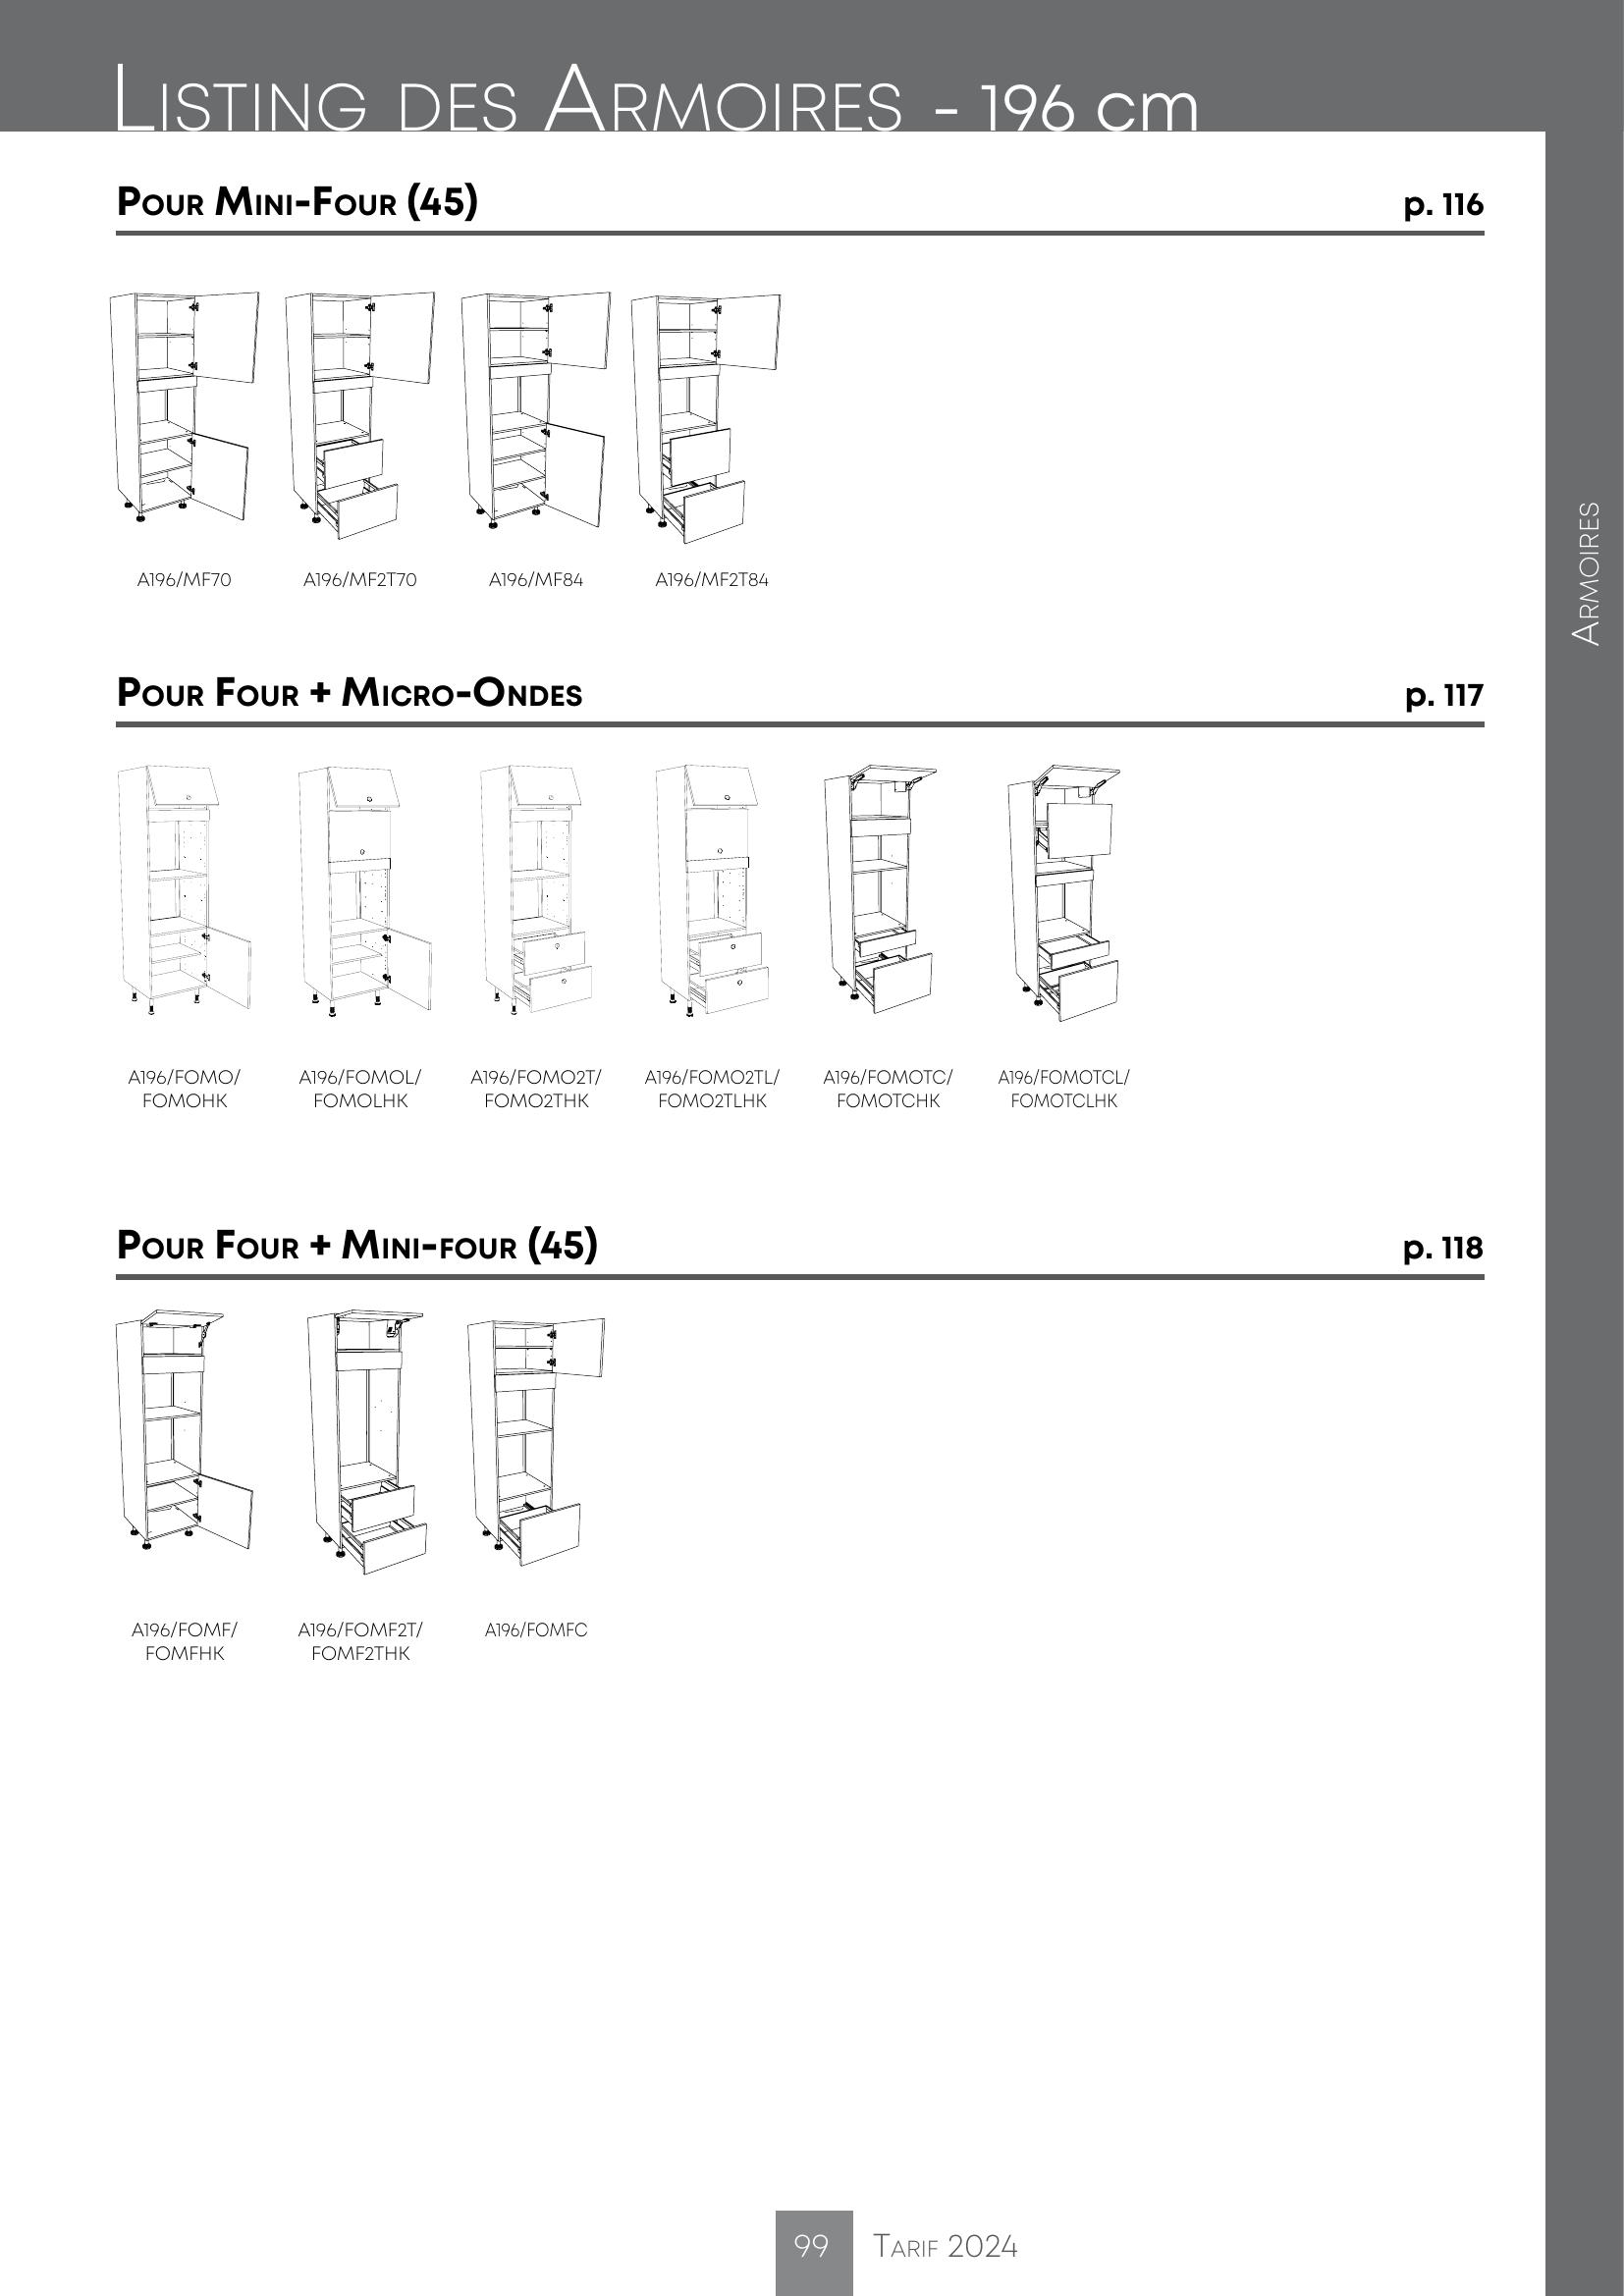 Listing des Armoires - 196 cm
Pour Mini-Four (45) p. 116
A196/MF70 A196/MF2T70 A196/MF84 A196/MF2T84
Armoires
Pour Four + Micro-Ondes p. 117
A196/FOMO/ A196/FOMOL/ A196/FOMO2T/ A196/FOMO2TL/ A196/FOMOTC/ A196/FOMOTCL/
FOMOHK FOMOLHK FOMO2THK FOMO2TLHK FOMOTCHK FOMOTCLHK
Pour Four + Mini-four (45) p. 118
A196/FOMF/ A196/FOMF2T/ A196/FOMFC
FOMFHK FOMF2THK
99 Tarif 2024